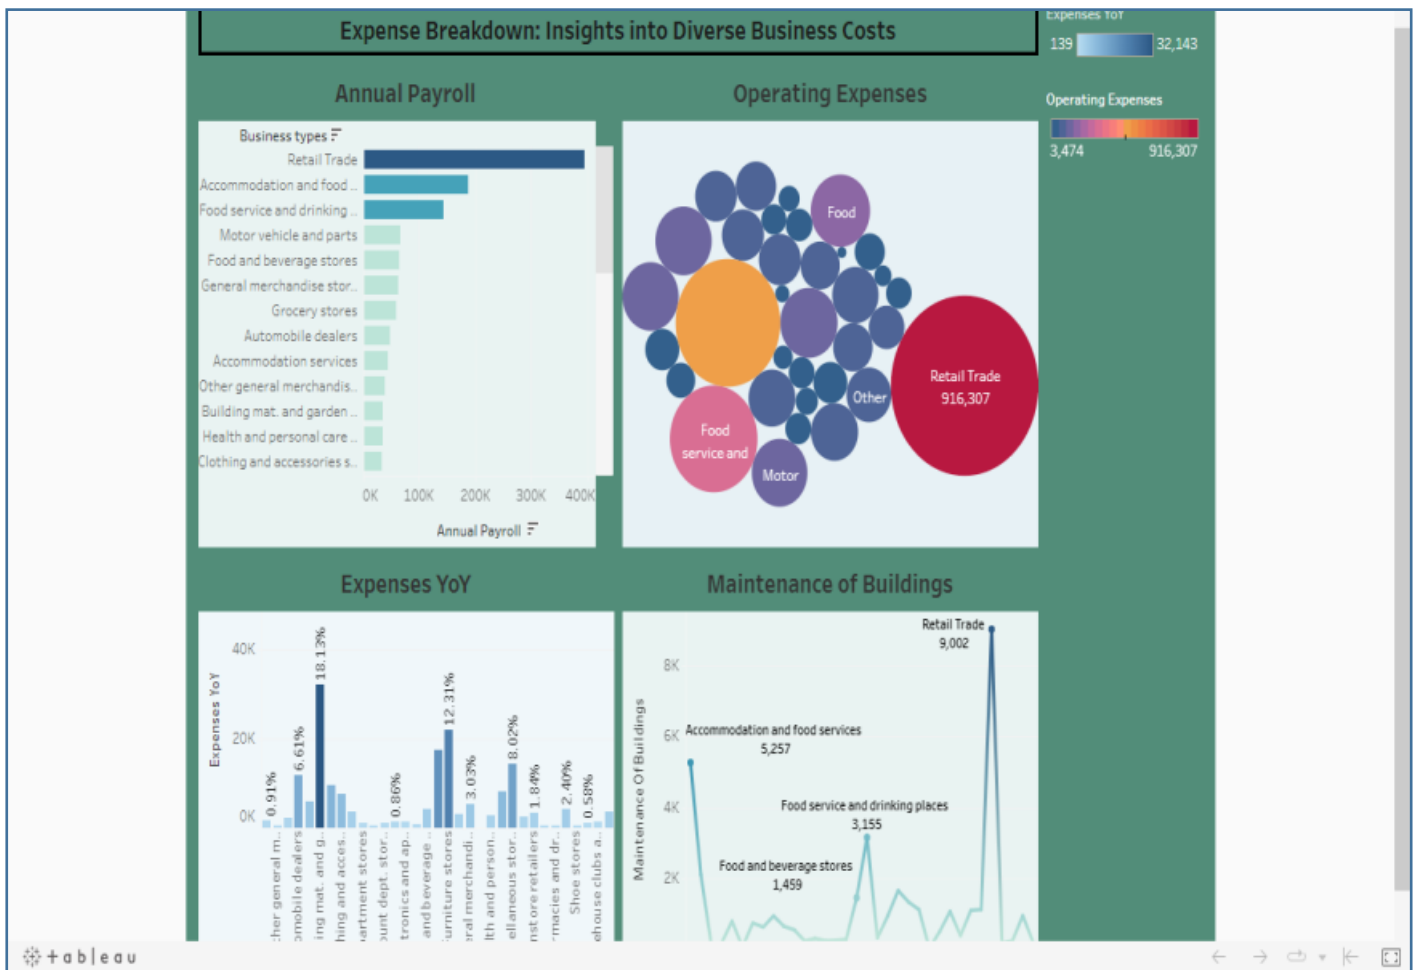 Expense Breakdown: Insights into Diverse Business Costs
Expenses YoY
139 32,143
Operating Expenses
3,474 916,307
Annual Payroll
Business types
Retail Trade
Accommodation and food ..
Food service and drinking ..
Motor vehicle and parts
Food and beverage stores
General merchandise stor..
Grocery stores
Automobile dealers
Accommodation services
Other general merchandis..
Building mat. and garden ..
Health and personal care ..
Clothing and accessories s..
0K 100K 200K 300K 400K
Annual Payroll
Operating Expenses
Food
Retail Trade
916,307
Other
Food
service and
Motor
Expenses YoY
Expenses YoY
40K
20K
0K
0.91%
6.61%
18.13%
0.86%
12.31%
3.03%
8.02%
1.84%
2.40%
0.58%
:her general m..
omobile dealers
ing mat. and g..
hing and acces..
artment stores
ount dept. stor..
tronics and ap..
and beverage ..
urniture stores
eral merchandi..
lth and person..
ellaneous stor..
nstore retailers
rmacies and dr..
Shoe stores
ehouse clubs a..
Maintenance of Buildings
Maintenance Of Buildings
8K
6K
4K
2K
Retail Trade
9,002
Accommodation and food services
5,257
Food service and drinking places
3,155
Food and beverage stores
1,459
+ a b | e a u